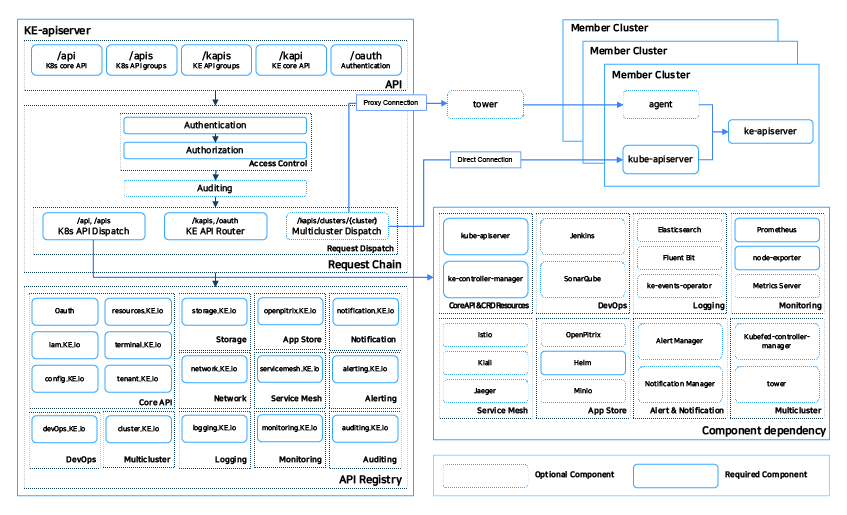 KE-apiserver
/api
K8s core API
/apis
K8s API groups
/kapis
KE API groups
/kapi
KE core API
/oauth
Authentication
API
Authentication
Authorization
Access Control
Auditing
/api, /apis
K8s API Dispatch
/kapis, /oauth
KE API Router
/kapis/clusters/{cluster}
Multicluster Dispatch
Request Dispatch
Request Chain
Oauth
resources.KE.io
iam.KE.io
terminal.KE.io
config.KE.io
tenant.KE.io
Core API
storage.KE.io
Storage
openpitrix.KE.io
App Store
notification.KE.io
Notification
network.KE.io
Network
servicemesh.KE.io
Service Mesh
alerting.KE.io
Alerting
devOps.KE.io
DevOps
cluster.KE.io
Multicluster
logging.KE.io
Logging
monitoring.KE.io
Monitoring
auditing.KE.io
Auditing
API Registry
Proxy Connection
Direct Connection
tower
Member Cluster
Member Cluster
Member Cluster
agent
kube-apiserver
ke-apiserver
kube-apiserver
ke-controller-manager
Core API & CRD Resources
Jenkins
SonarQube
DevOps
Elasticsearch
Fluent Bit
ke-events-operator
Logging
Prometheus
node-exporter
Metrics Server
Monitoring
Istio
Kiali
Jaeger
Service Mesh
OpenPitrix
Helm
Minio
App Store
Alert Manager
Notification Manager
Alert & Notification
Kubefed-controller-
manager
tower
Multicluster
Component dependency
Optional Component
Required Component